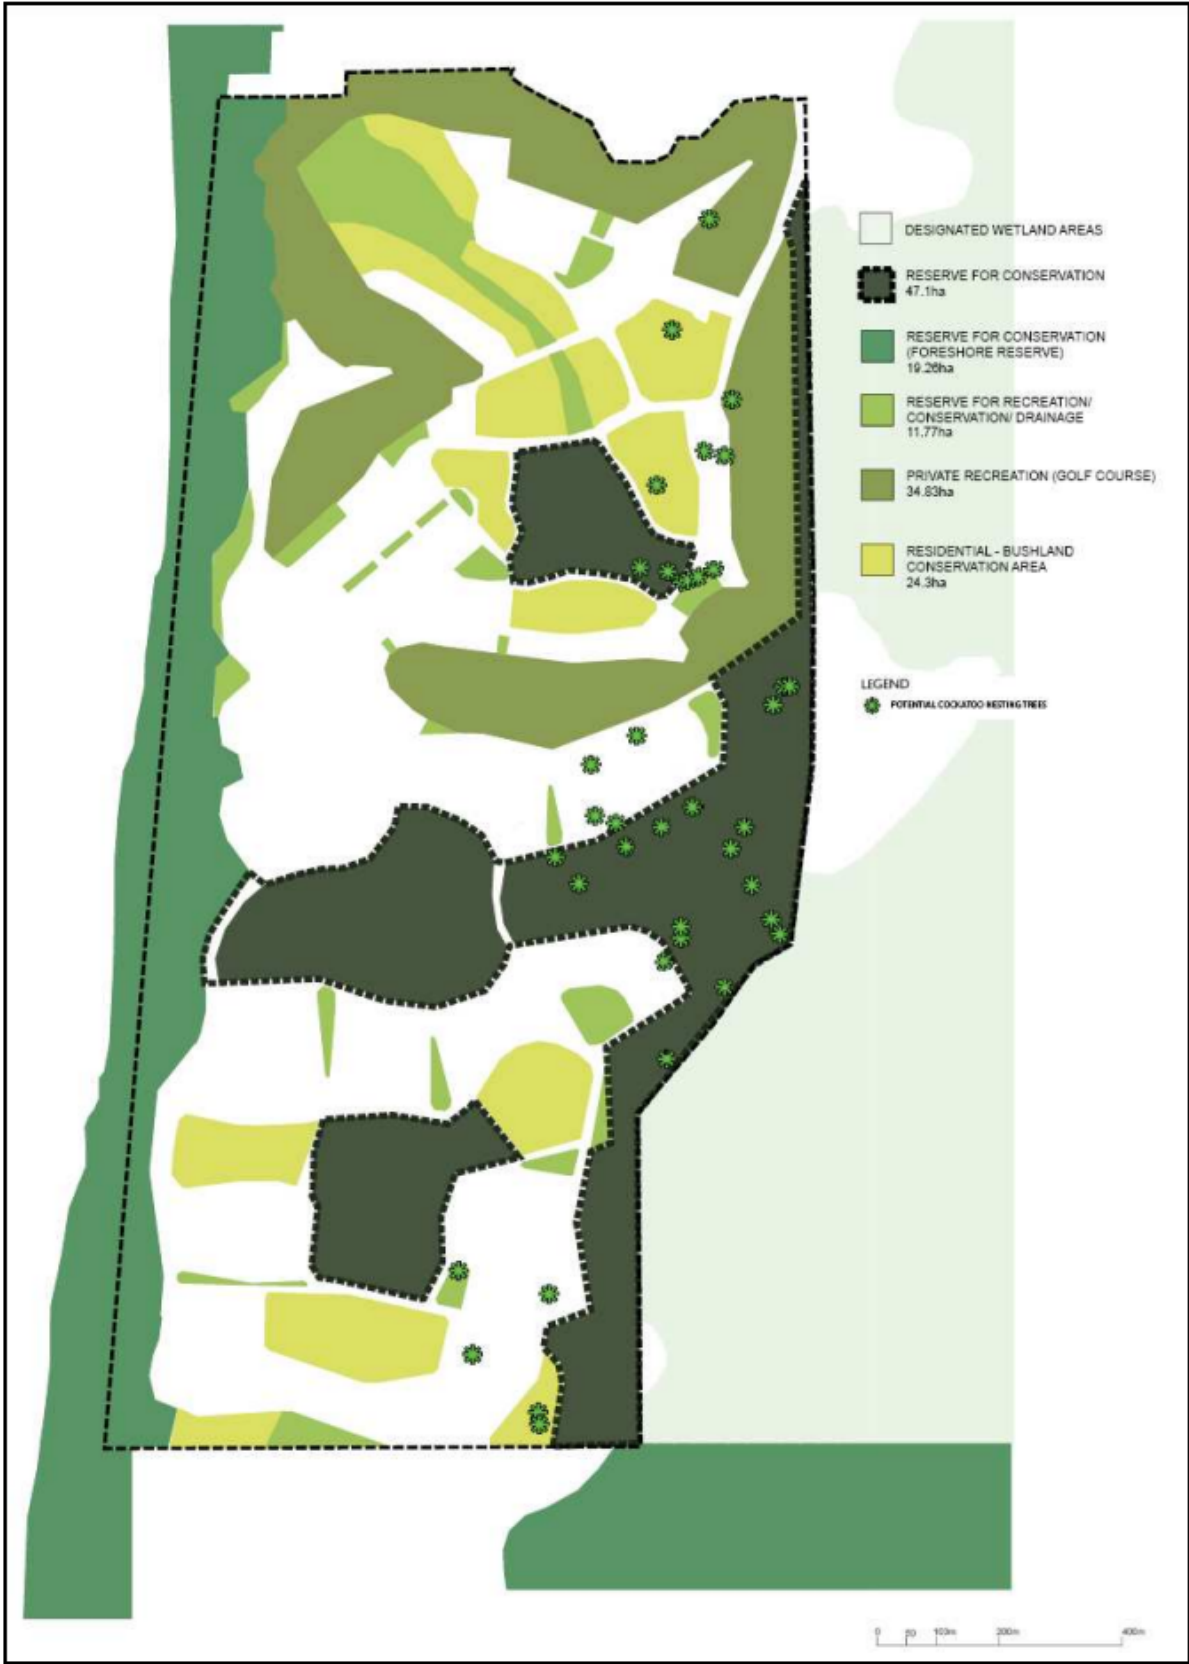 DESIGNATED WETLAND AREAS
RESERVE FOR CONSERVATION
47.1ha
RESERVE FOR CONSERVATION
(FORESHORE RESERVE)
19.26ha
RESERVE FOR RECREATION/
CONSERVATION/ DRAINAGE
11.77ha
PRIVATE RECREATION (GOLF COURSE)
34.83ha
RESIDENTIAL - BUSHLAND
CONSERVATION AREA
24.3ha
LEGEND
POTENTIAL COCKATOO NESTING TREES
0 50 100m 200m 400m